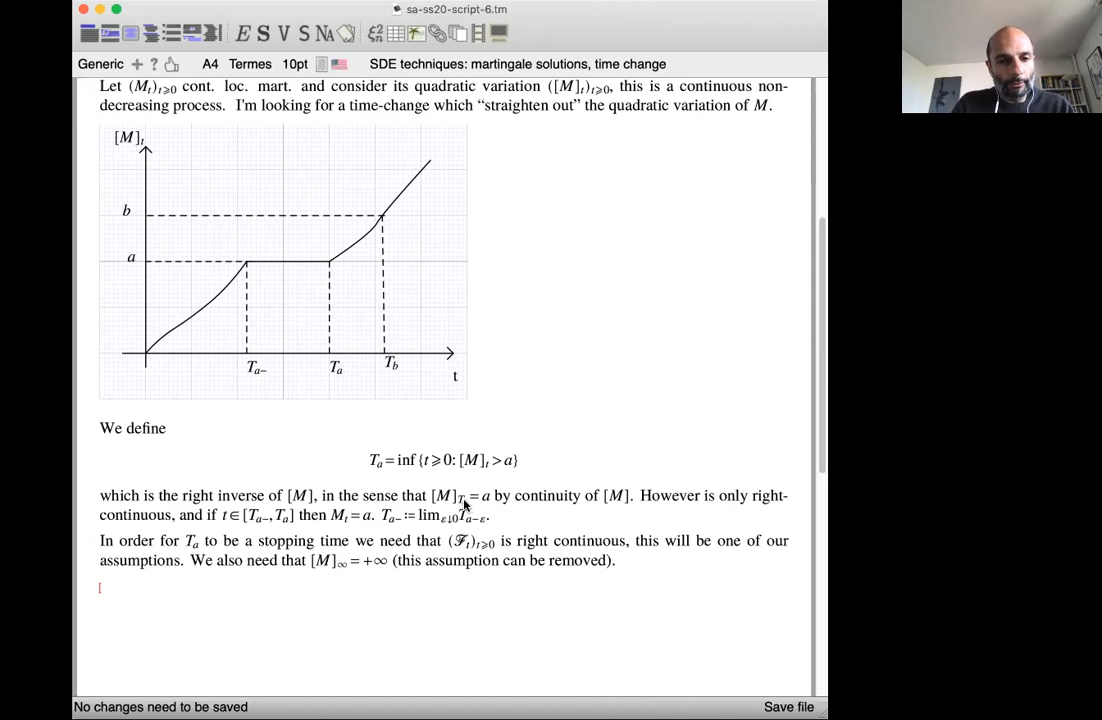 sa-ss20-script-6.tm
E S V S NA
Generic + ? A4 Termes 10pt SDE techniques: martingale solutions, time change
Let (Mₜ)ₜ⩾₀ cont. loc. mart. and consider its quadratic variation ([M]ₜ)ₜ⩾₀, this is a continuous non-
decreasing process. I'm looking for a time-change which “straighten out” the quadratic variation of M.
[M]ₜ
b
a
T_{a−} T_a T_b
t
We define
T_a = inf {t ⩾ 0: [M]ₜ > a}
which is the right inverse of [M], in the sense that [M]_{T_a} = a by continuity of [M]. However is only right-
continuous, and if t ∈ [T_{a−}, T_a] then Mₜ = a. T_{a−} ≔ lim_{ε↓0} T_{a−ε}.
In order for T_a to be a stopping time we need that (ℱₜ)ₜ⩾₀ is right continuous, this will be one of our
assumptions. We also need that [M]_∞ = +∞ (this assumption can be removed).
No changes need to be saved Save file